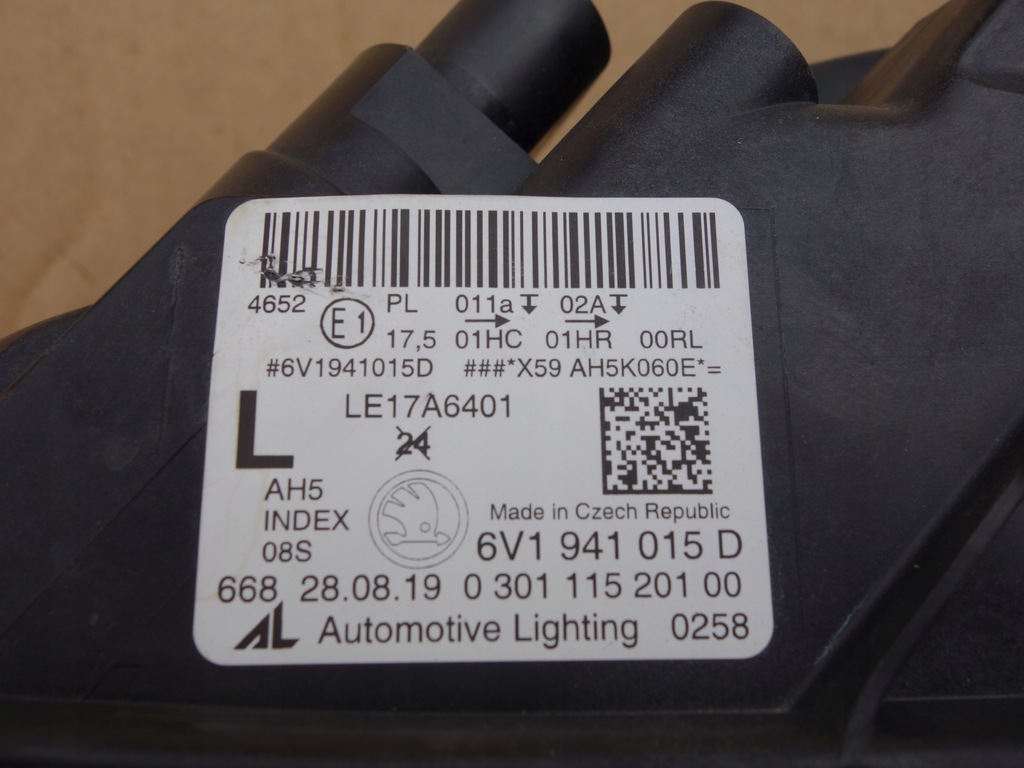 4652 E1 PL 011a 02A
17,5 01HC 01HR 00RL
#6V1941015D ###*X59 AH5K060E*=
L LE17A6401
24
AH5
INDEX
08S
Made in Czech Republic
6V1 941 015 D
668 28.08.19 0 301 115 201 00
AL Automotive Lighting 0258